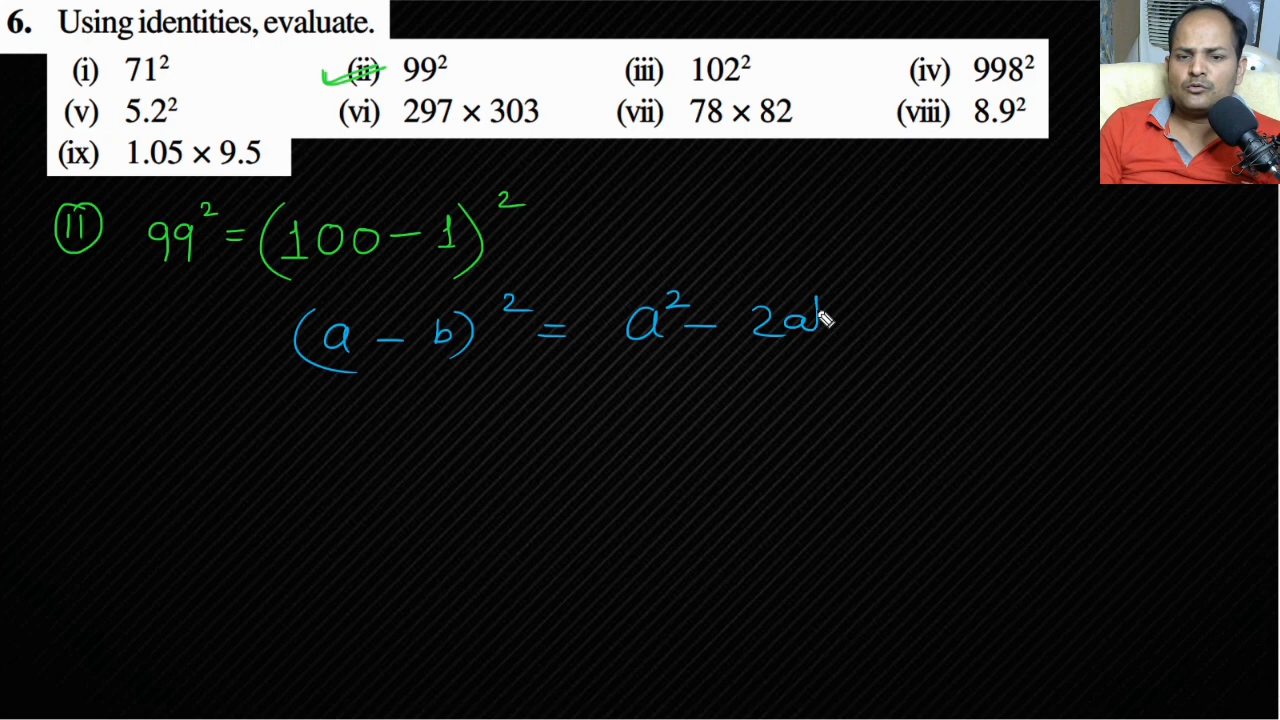 6. Using identities, evaluate.
(i) 71² (ii) 99² (iii) 102² (iv) 998²
(v) 5.2² (vi) 297 × 303 (vii) 78 × 82 (viii) 8.9²
(ix) 1.05 × 9.5
(ii) 99² = (100 - 1)²
(a - b)² = a² - 2ab